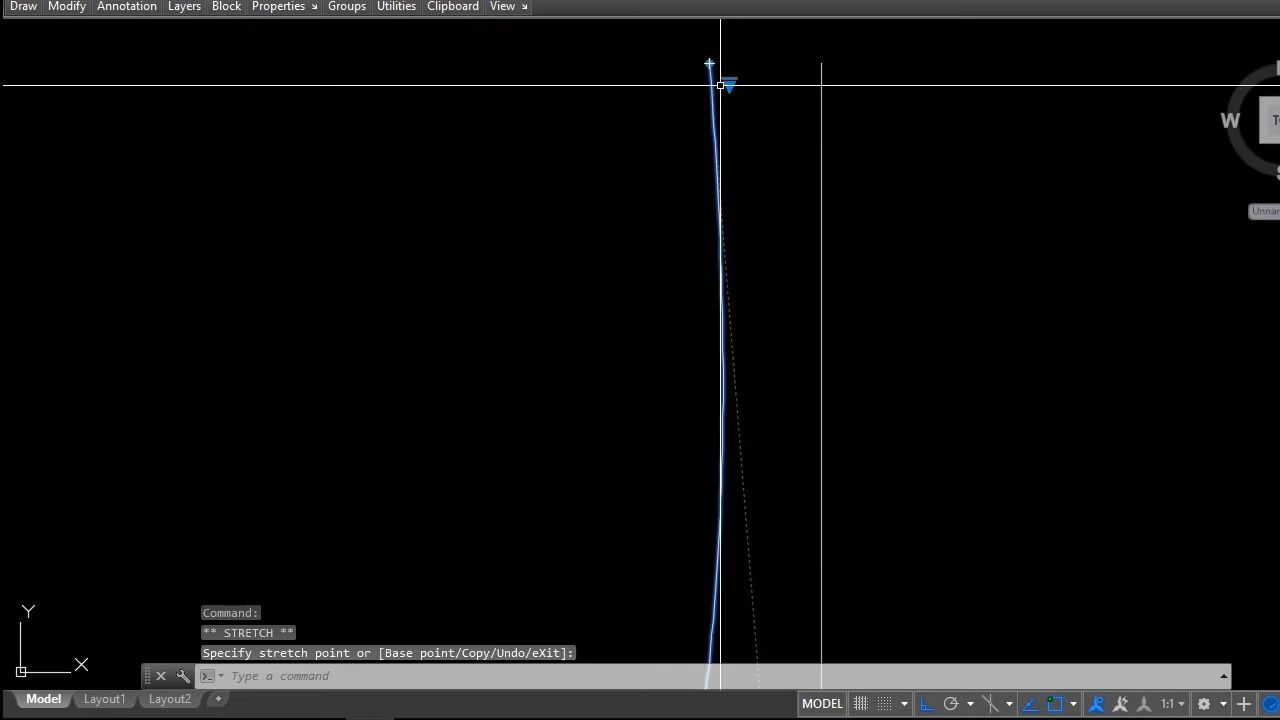 Draw Modify Annotation Layers Block Properties Groups Utilities Clipboard View
W
Y
Command:
** STRETCH **
Specify stretch point or [Base point/Copy/Undo/eXit]:
X
Type a command
Model Layout1 Layout2 + MODEL 1:1